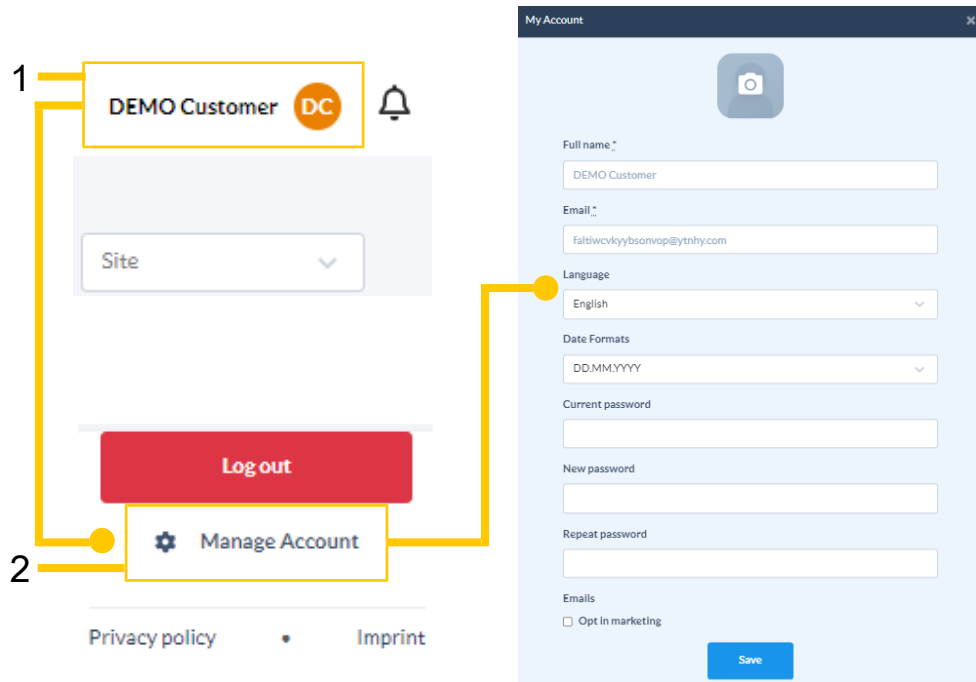 1
DEMO Customer DC
Site
Log out
Manage Account
2
Privacy policy • Imprint
My Account ×
Full name *
DEMO Customer
Email *
faltiwcvkyybsonvop@ytnhy.com
Language
English
Date Formats
DD.MM.YYYY
Current password
New password
Repeat password
Emails
Opt in marketing
Save